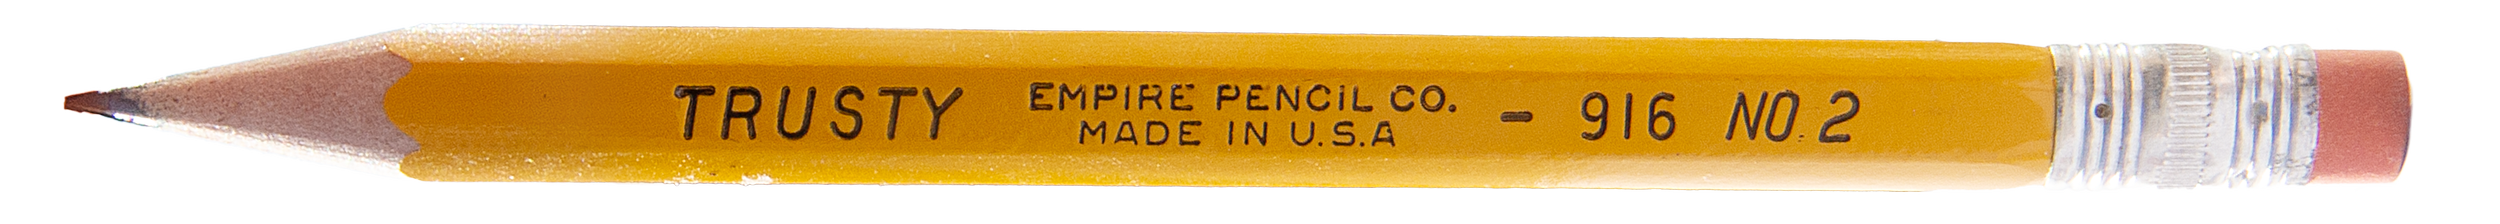 TRUSTY
EMPIRE PENCIL CO.
MADE IN U.S.A
- 916 NO. 2